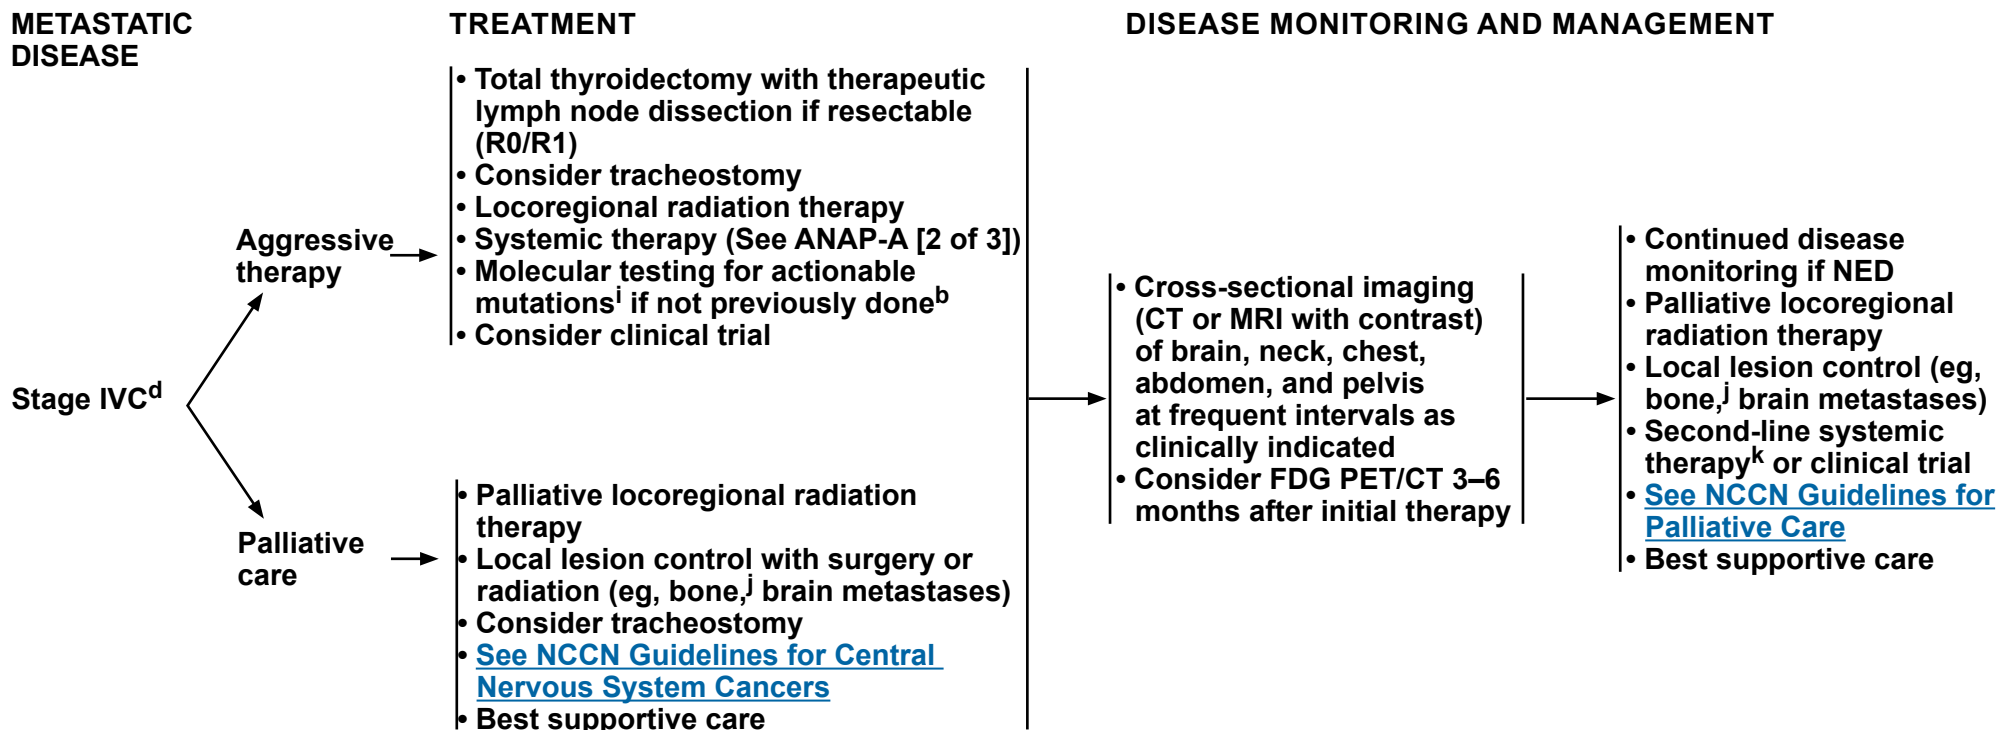 METASTATIC
DISEASE
TREATMENT
DISEASE MONITORING AND MANAGEMENT
Stage IVCd
Aggressive
therapy
• Total thyroidectomy with therapeutic
lymph node dissection if resectable
(R0/R1)
• Consider tracheostomy
• Locoregional radiation therapy
• Systemic therapy (See ANAP-A [2 of 3])
• Molecular testing for actionable
mutationsi if not previously doneb
• Consider clinical trial
Palliative
care
• Palliative locoregional radiation
therapy
• Local lesion control with surgery or
radiation (eg, bone,j brain metastases)
• Consider tracheostomy
• See NCCN Guidelines for Central
Nervous System Cancers
• Best supportive care
• Cross-sectional imaging
(CT or MRI with contrast)
of brain, neck, chest,
abdomen, and pelvis
at frequent intervals as
clinically indicated
• Consider FDG PET/CT 3–6
months after initial therapy
• Continued disease
monitoring if NED
• Palliative locoregional
radiation therapy
• Local lesion control (eg,
bone,j brain metastases)
• Second-line systemic
therapyk or clinical trial
• See NCCN Guidelines for
Palliative Care
• Best supportive care